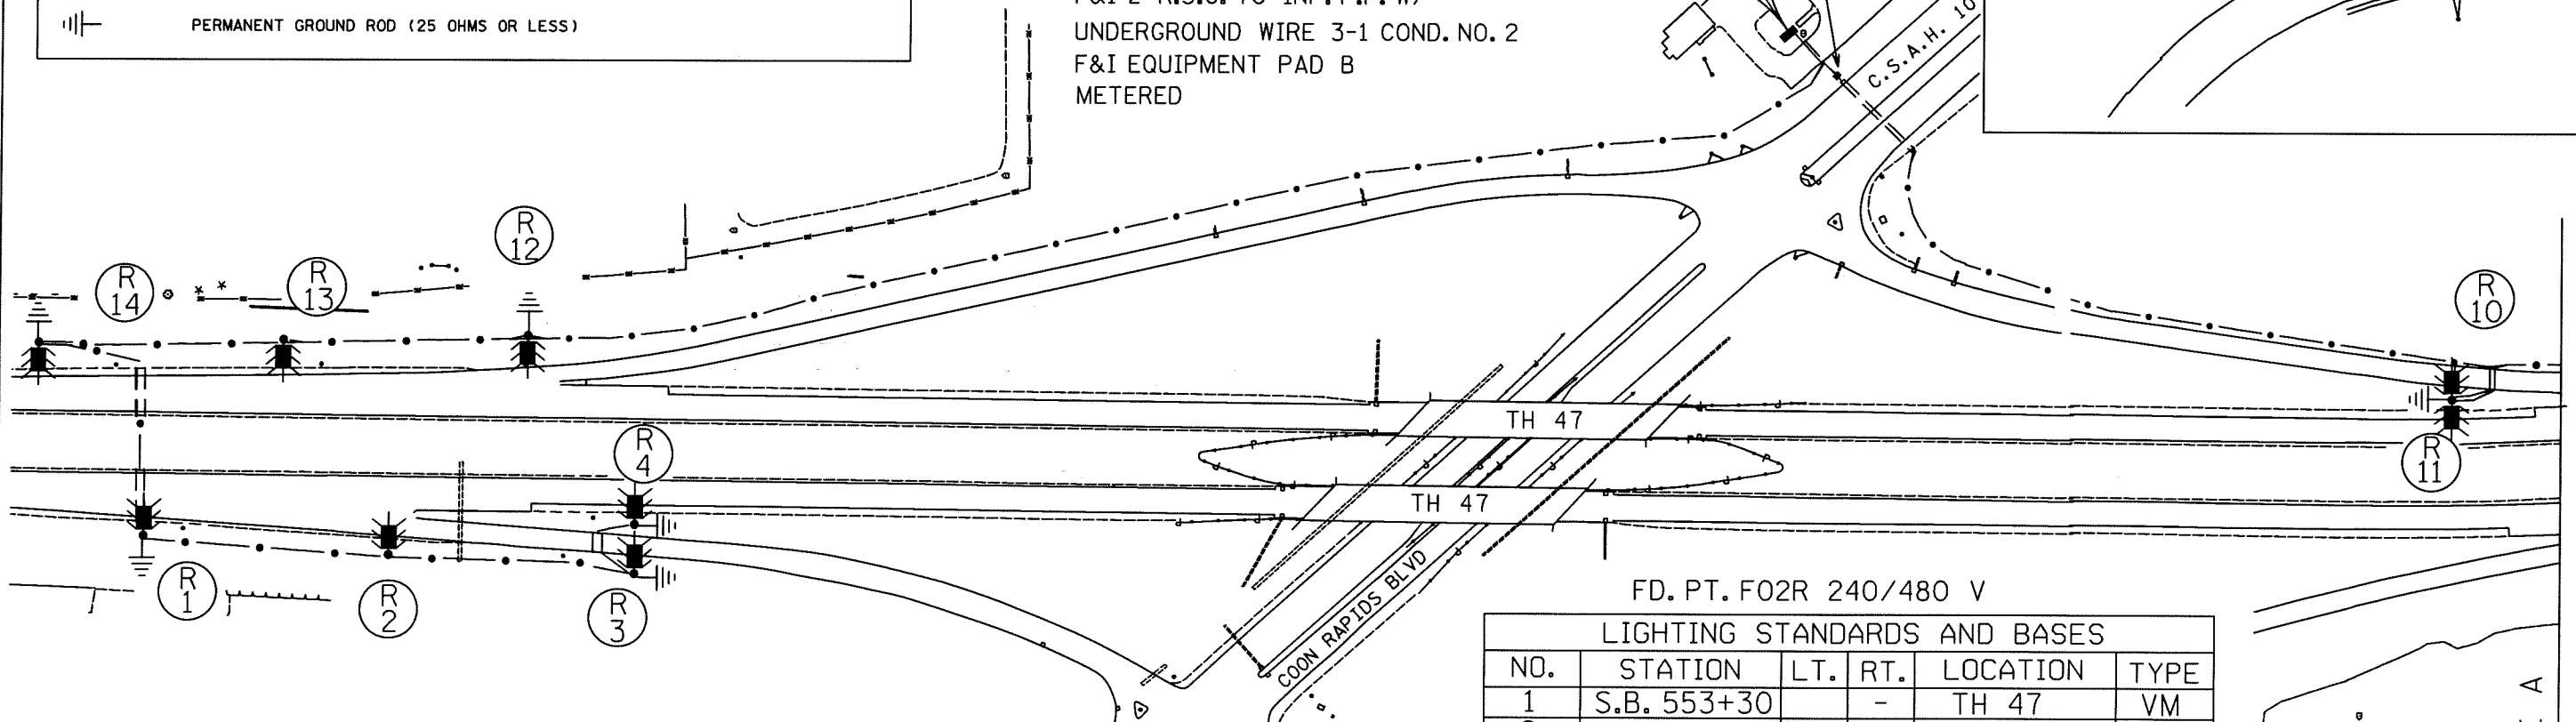 PERMANENT GROUND ROD (25 OHMS OR LESS)
UNDERGROUND WIRE 3-1 COND. NO. 2
F&I EQUIPMENT PAD B
METERED
C.S.A.H. 10
R 12
R 14
R 13
R 10
R 4
R 11
TH 47
TH 47
R 1
R 2
R 3
COON RAPIDS BLVD
FD. PT. F02R 240/480 V
LIGHTING STANDARDS AND BASES
NO. STATION LT. RT. LOCATION TYPE
1 S.B. 553+30 - TH 47 VM
A